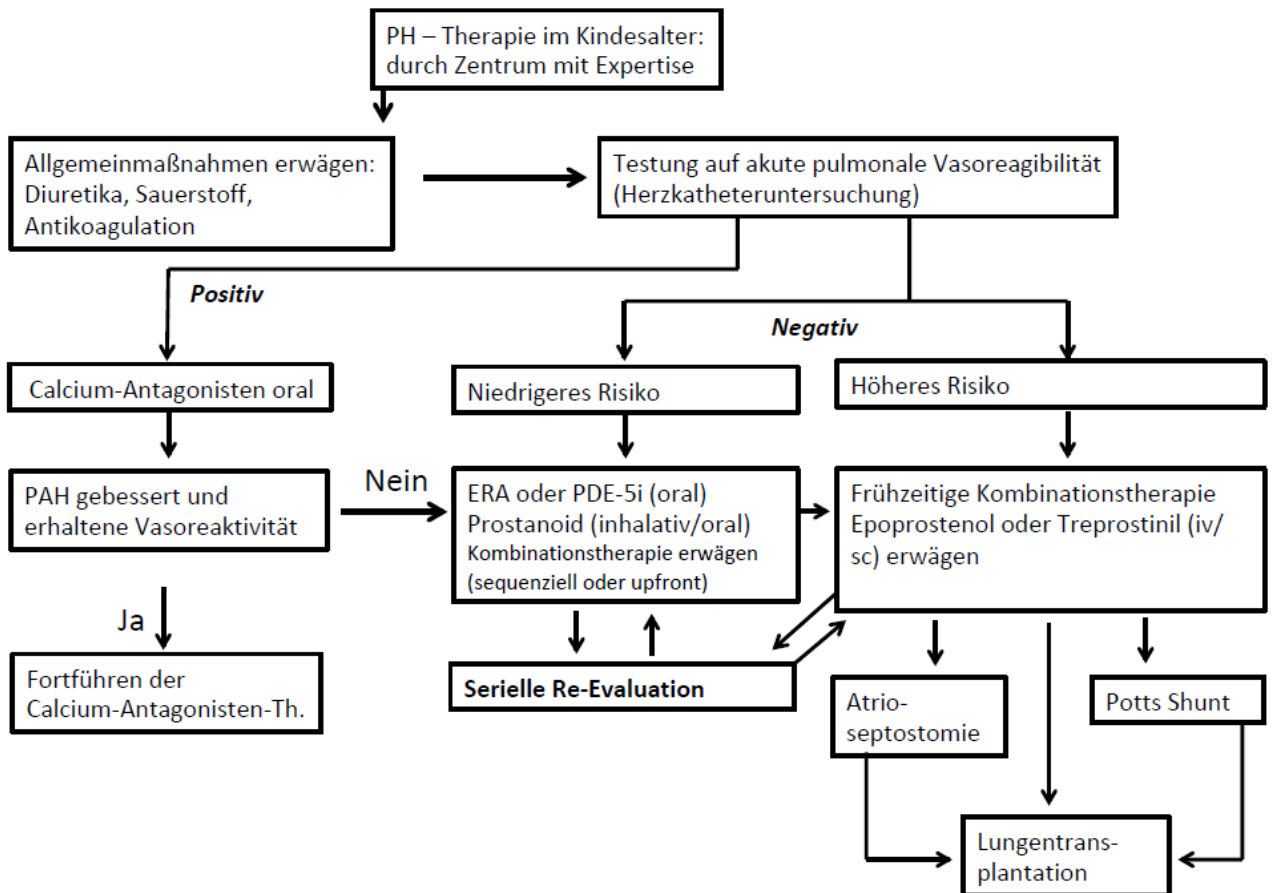 PH – Therapie im Kindesalter:
durch Zentrum mit Expertise
Allgemeinmaßnahmen erwägen:
Diuretika, Sauerstoff,
Antikoagulation
Testung auf akute pulmonale Vasoreagibilität
(Herzkatheteruntersuchung)
Positiv
Negativ
Calcium-Antagonisten oral
Niedrigeres Risiko
Höheres Risiko
PAH gebessert und
erhaltene Vasoreaktivität
Nein
ERA oder PDE-5i (oral)
Prostanoid (inhalativ/oral)
Kombinationstherapie erwägen
(sequenziell oder upfront)
Frühzeitige Kombinationstherapie
Epoprostenol oder Treprostinil (iv/
sc) erwägen
Ja
Fortführen der
Calcium-Antagonisten-Th.
Serielle Re-Evaluation
Atrio-
septostomie
Potts Shunt
Lungentrans-
plantation